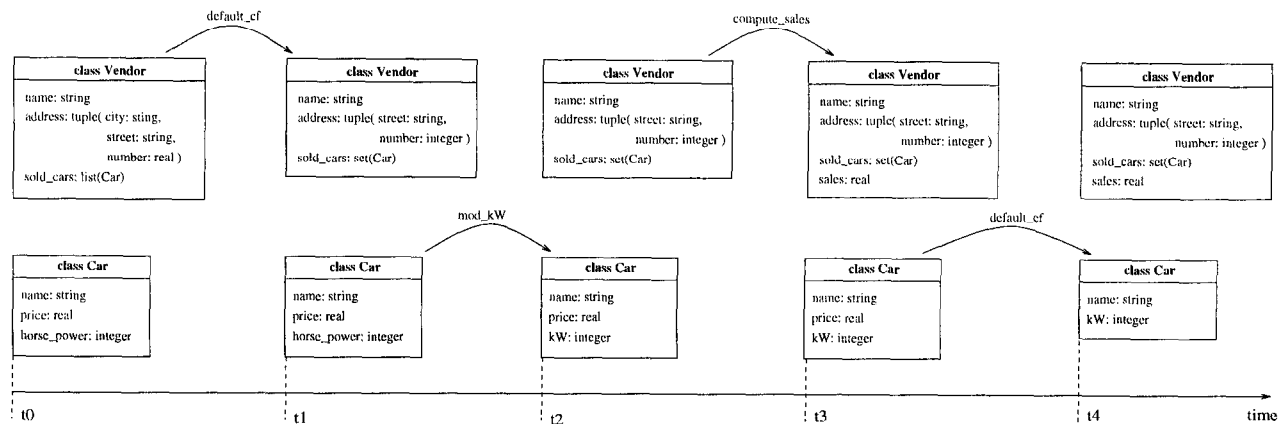 default_cf
compute_sales
class Vendor
name: string
address: tuple( city: sting,
street: string,
number: real )
sold_cars: list(Car)
class Vendor
name: string
address: tuple( street: string,
number: integer )
sold_cars: set(Car)
class Vendor
name: string
address: tuple( street: string,
number: integer )
sold_cars: set(Car)
class Vendor
name: string
address: tuple( street: string,
number: integer )
sold_cars: set(Car)
sales: real
class Vendor
name: string
address: tuple( street: string,
number: integer )
sold_cars: set(Car)
sales: real
mod_kW
default_cf
class Car
name: string
price: real
horse_power: integer
class Car
name: string
price: real
horse_power: integer
class Car
name: string
price: real
kW: integer
class Car
name: string
price: real
kW: integer
class Car
name: string
kW: integer
t0
t1
t2
t3
t4
time